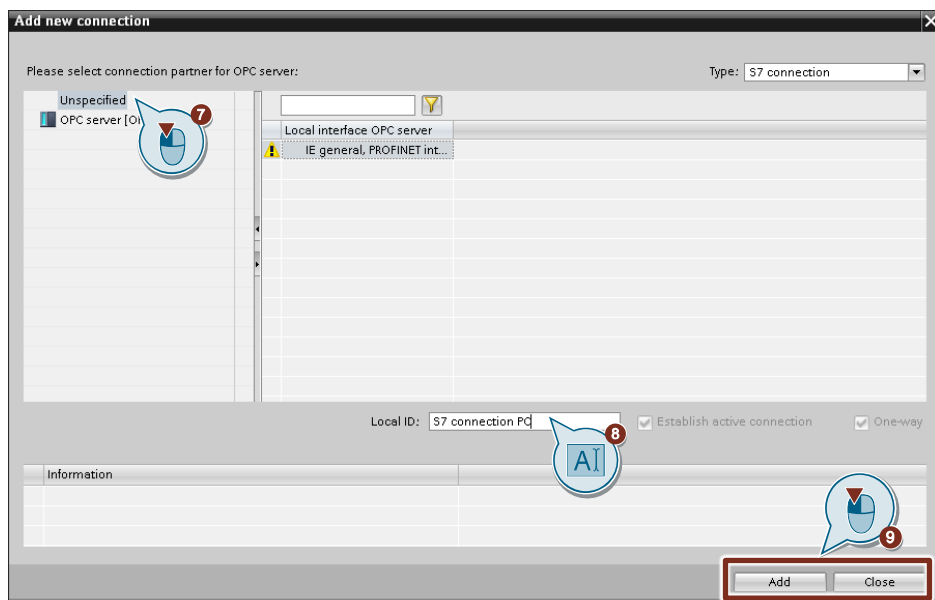 Add new connection
Please select connection partner for OPC server:
Type: S7 connection
Unspecified
7
OPC server [O
Local interface OPC server
IE general, PROFINET int...
Local ID: S7 connection PC
Establish active connection
One-way
8
AI
Information
9
Add
Close